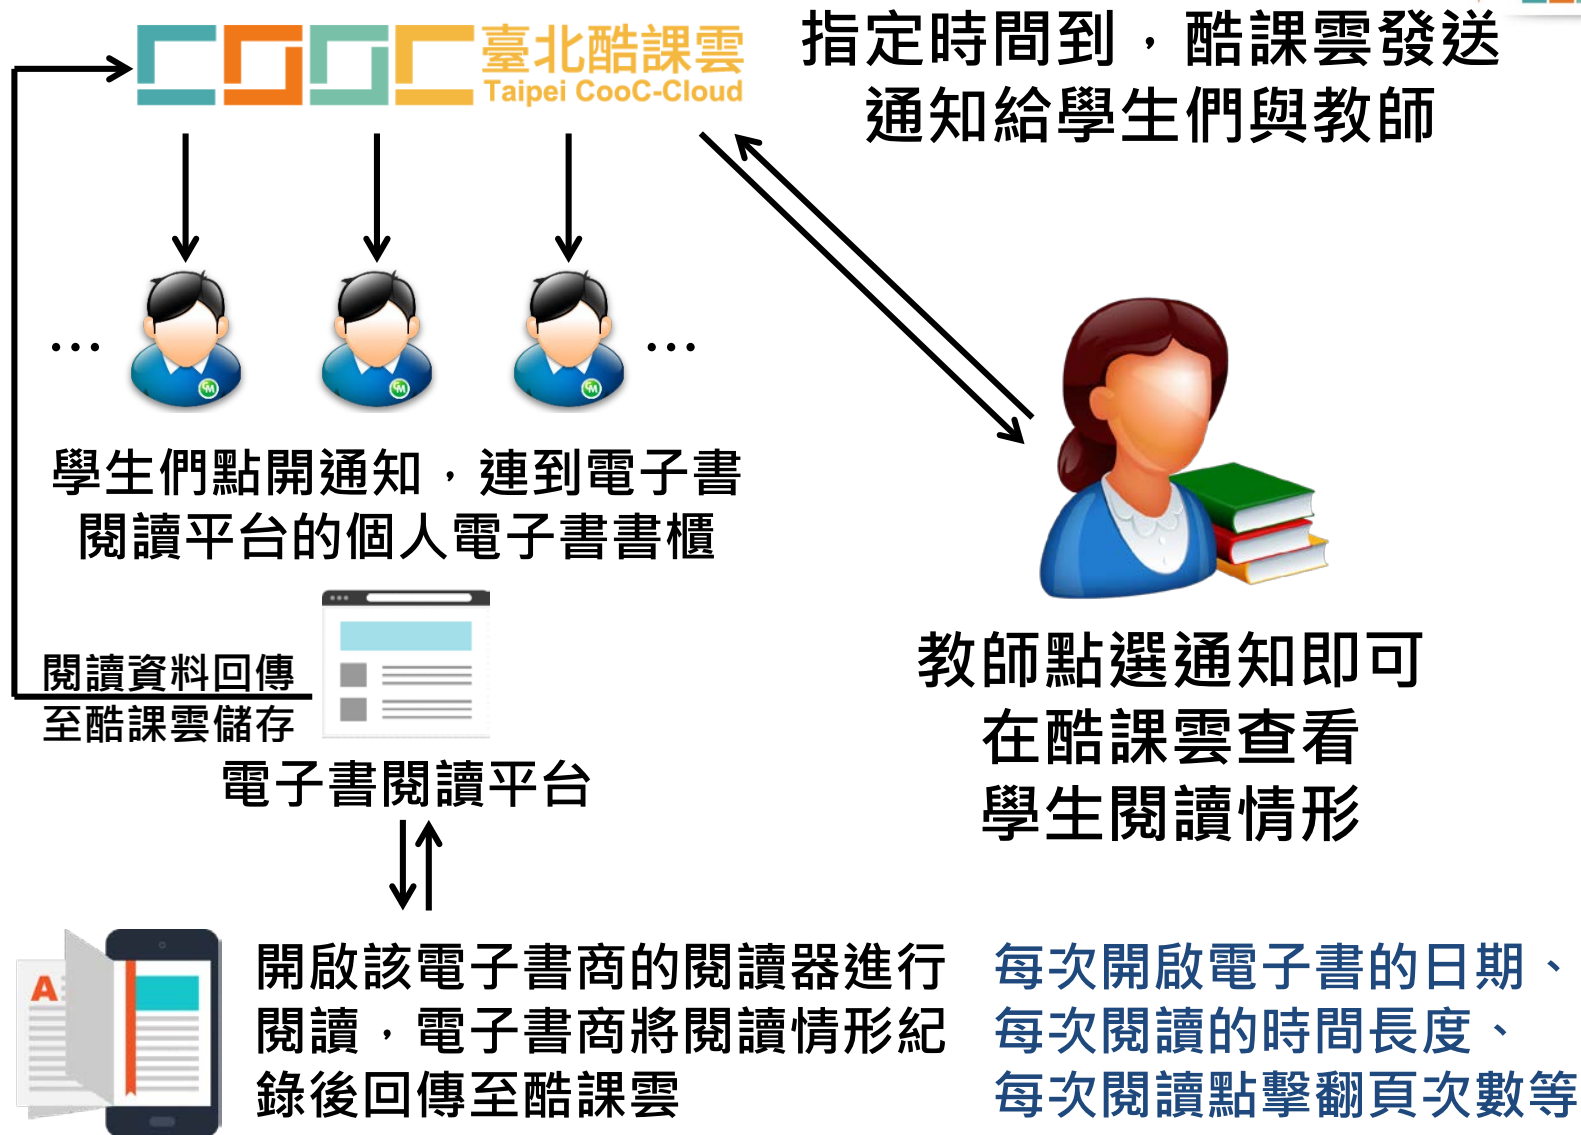 臺北酷課雲
Taipei CooC-Cloud
指定時間到，酷課雲發送
通知給學生們與教師
...
...
學生們點開通知，連到電子書
閱讀平台的個人電子書書櫃
閱讀資料回傳
至酷課雲儲存
電子書閱讀平台
教師點選通知即可
在酷課雲查看
學生閱讀情形
A
開啟該電子書商的閱讀器進行
閱讀，電子書商將閱讀情形紀
錄後回傳至酷課雲
每次開啟電子書的日期、
每次閱讀的時間長度、
每次閱讀點擊翻頁次數等